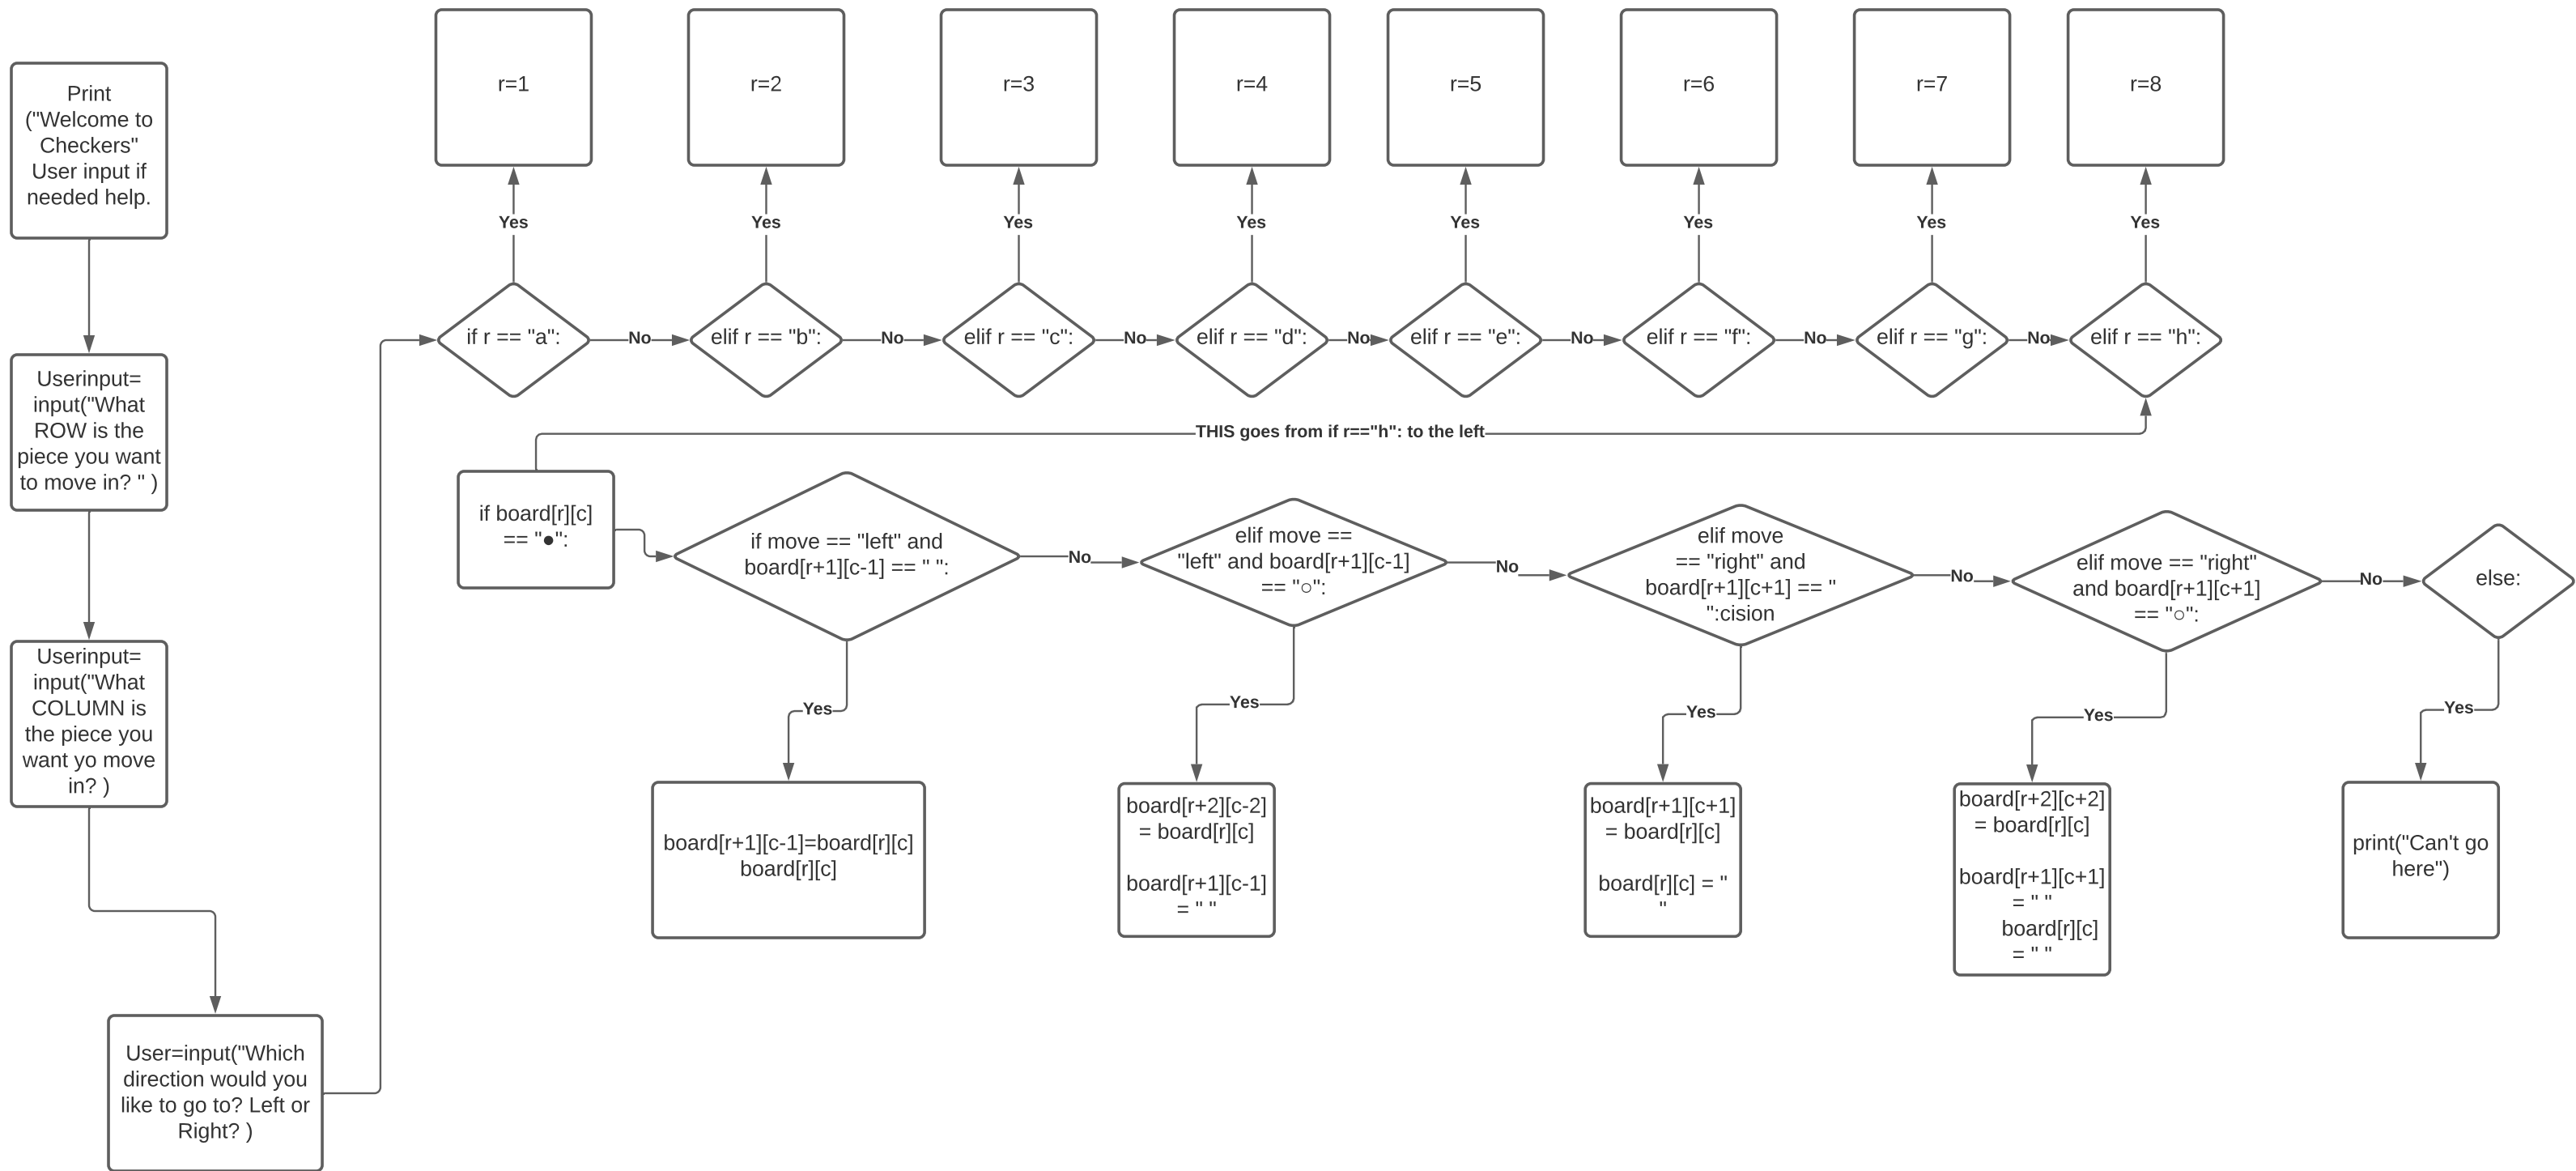 Print
("Welcome to
Checkers"
User input if
needed help.
Userinput=
input("What
ROW is the
piece you want
to move in? " )
Userinput=
input("What
COLUMN is
the piece you
want yo move
in? )
User=input("Which
direction would you
like to go to? Left or
Right? )
r=1
r=2
r=3
r=4
r=5
r=6
r=7
r=8
Yes
Yes
Yes
Yes
Yes
Yes
Yes
Yes
if r == "a":
No
elif r == "b":
No
elif r == "c":
No
elif r == "d":
No
elif r == "e":
No
elif r == "f":
No
elif r == "g":
No
elif r == "h":
THIS goes from if r=="h": to the left
if board[r][c]
== "●":
if move == "left" and
board[r+1][c-1] == " ":
No
elif move ==
"left" and board[r+1][c-1]
== "○":
No
elif move
== "right" and
board[r+1][c+1] == "
":cision
No
elif move == "right"
and board[r+1][c+1]
== "○":
No
else:
Yes
Yes
Yes
Yes
Yes
board[r+1][c-1]=board[r][c]
board[r][c]
board[r+2][c-2]
= board[r][c]
board[r+1][c-1]
= " "
board[r+1][c+1]
= board[r][c]
board[r][c] = "
"
board[r+2][c+2]
= board[r][c]
board[r+1][c+1]
= " "
board[r][c]
= " "
print("Can't go
here")